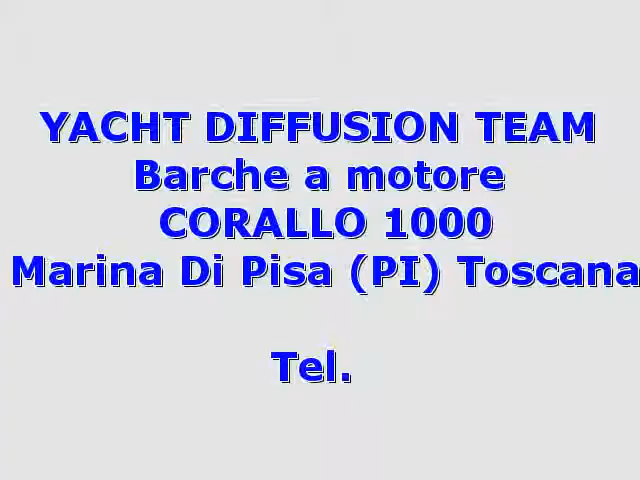 YACHT DIFFUSION TEAM
Barche a motore
CORALLO 1000
Marina Di Pisa (PI) Toscana
Tel.